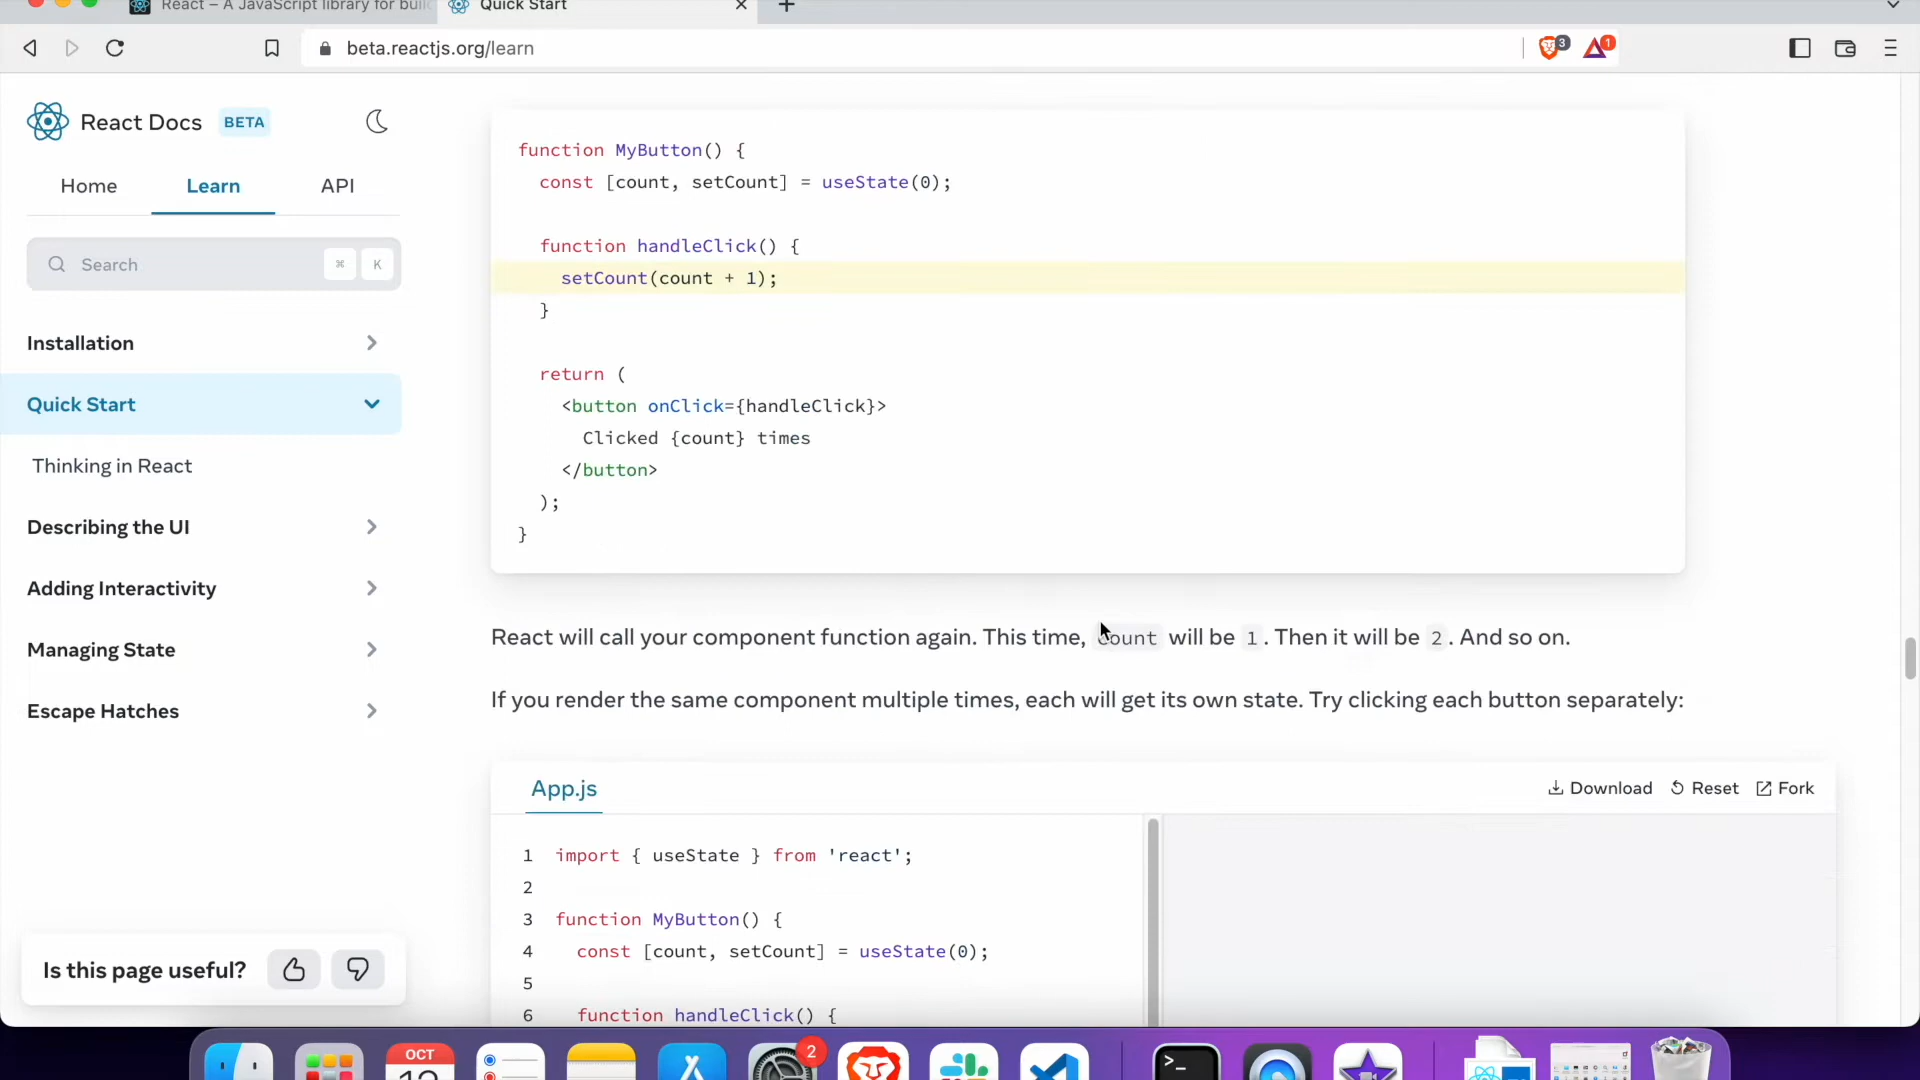 React – A JavaScript library for buil
Quick Start
beta.reactjs.org/learn
3
1
React Docs
BETA
Home
Learn
API
Search
⌘
K
Installation
Quick Start
Thinking in React
Describing the UI
Adding Interactivity
Managing State
Escape Hatches
Is this page useful?
function MyButton() {
const [count, setCount] = useState(0);
function handleClick() {
setCount(count + 1);
}
return (
<button onClick={handleClick}>
Clicked {count} times
</button>
);
}
React will call your component function again. This time, count will be 1. Then it will be 2. And so on.
If you render the same component multiple times, each will get its own state. Try clicking each button separately:
App.js
Download
Reset
Fork
1 import { useState } from 'react';
2
3 function MyButton() {
4 const [count, setCount] = useState(0);
5
6 function handleClick() {
OCT
2
>_